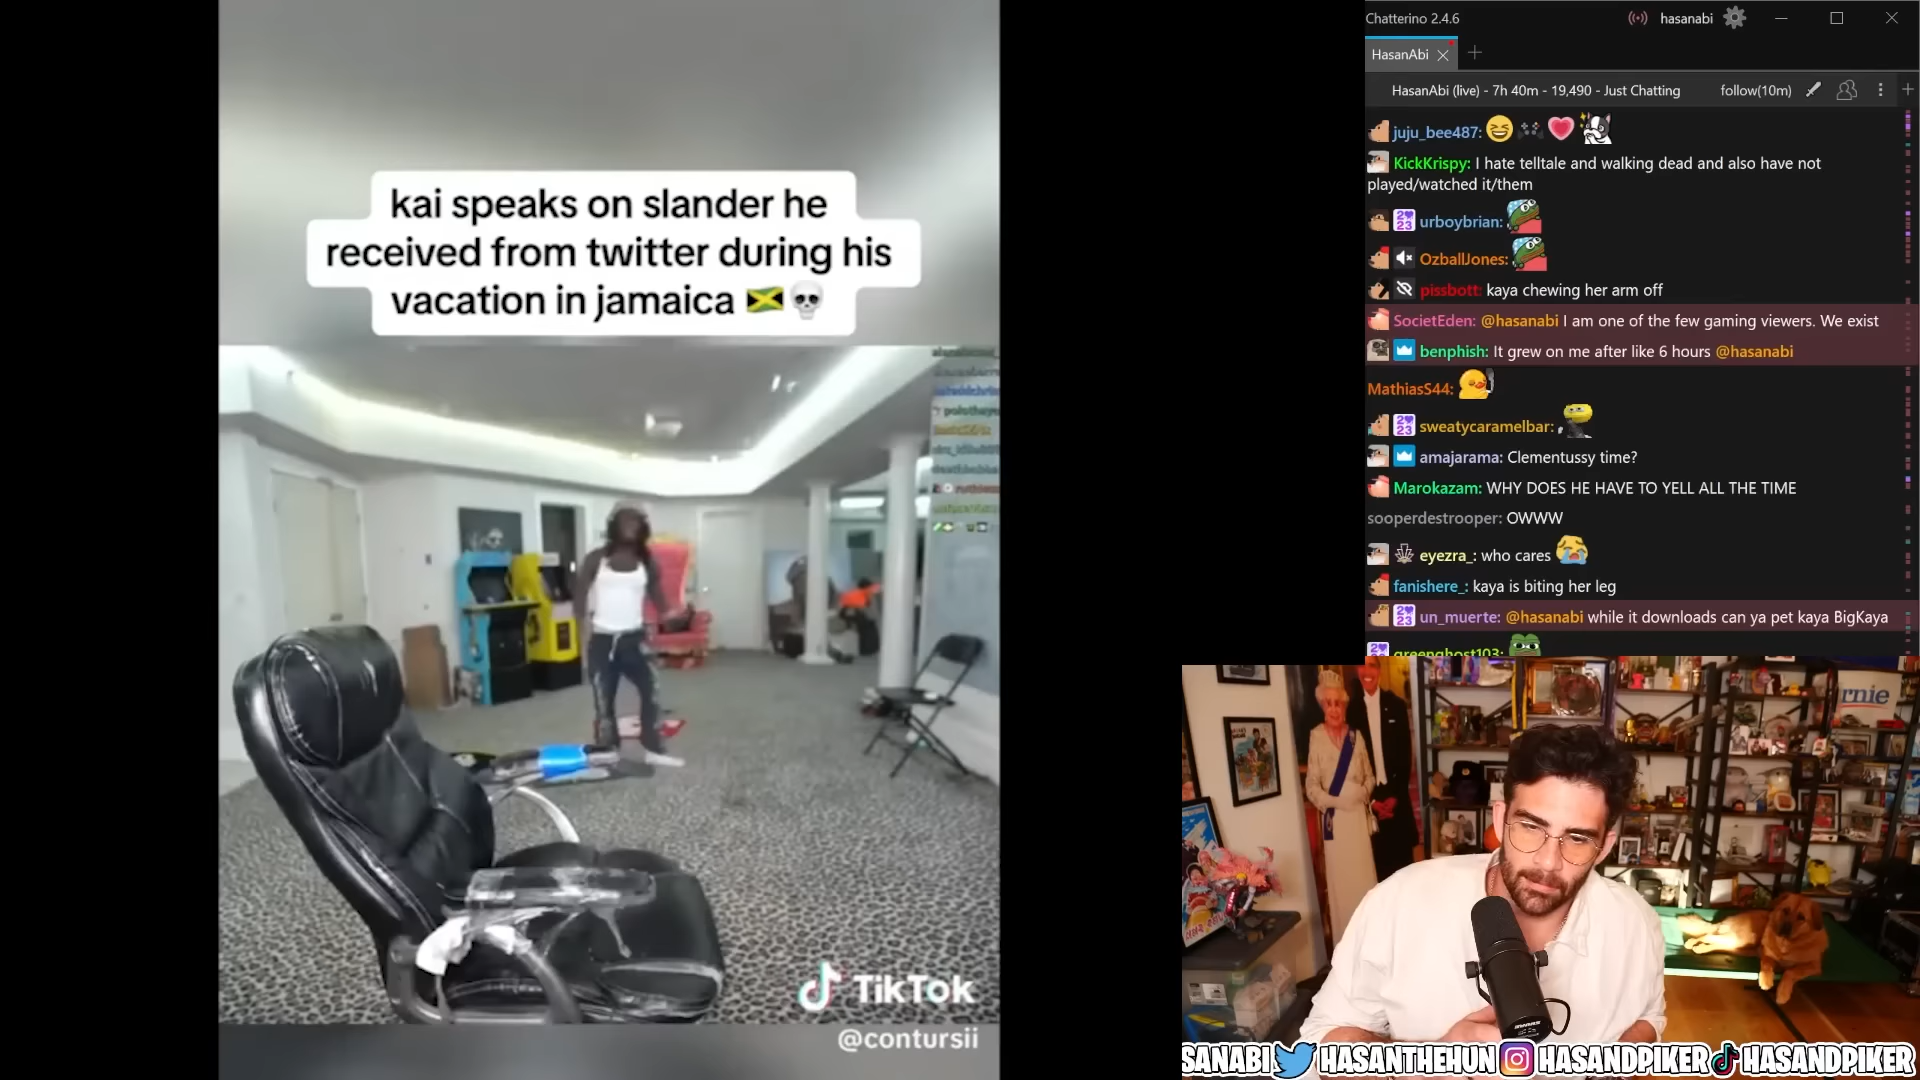 kai speaks on slander he
received from twitter during his
vacation in jamaica
TikTok
@contursii
Chatterino 2.4.6
hasanabi
HasanAbi
HasanAbi (live) - 7h 40m - 19,490 - Just Chatting
follow(10m)
juju_bee487:
KickKrispy: I hate telltale and walking dead and also have not
played/watched it/them
urboybrian:
OzballJones:
pissbott: kaya chewing her arm off
SocietEden: @hasanabi I am one of the few gaming viewers. We exist
benphish: It grew on me after like 6 hours @hasanabi
MathiasS44:
sweatycaramelbar:
amajarama: Clementussy time?
Marokazam: WHY DOES HE HAVE TO YELL ALL THE TIME
sooperdestrooper: OWWW
eyezra_: who cares
fanishere_: kaya is biting her leg
un_muerte: @hasanabi while it downloads can ya pet kaya BigKaya
greenghost103:
rnie
SANABI HASANTHEHUN HASANDPIKER HASANDPIKER